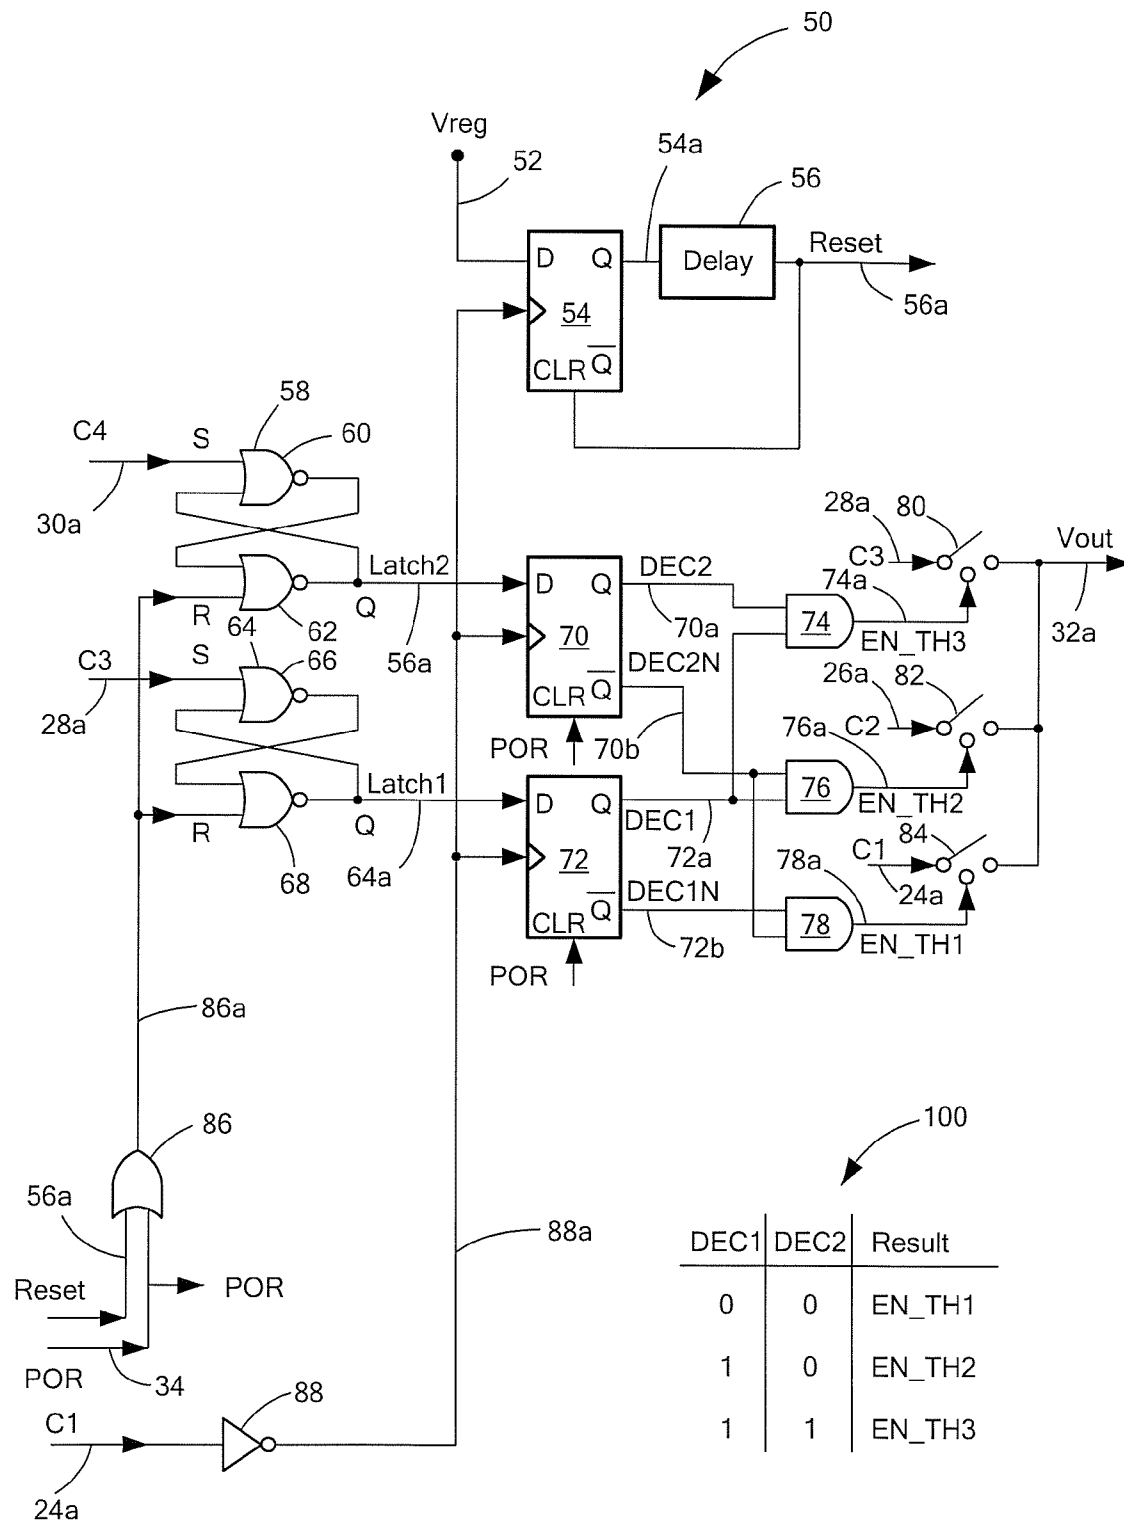 50
Vreg
52
54a
56
D Q
Delay
Reset
56a
54
CLR Q
58
C4
S
60
30a
R
62
Latch2
Q
56a
64
C3
S
66
28a
R
68
Latch1
Q
64a
D Q
70
CLR Q
POR
DEC2
70a
DEC2N
70b
D Q
72
CLR Q
POR
DEC1
72a
DEC1N
72b
74
74a
EN_TH3
76
76a
EN_TH2
78
78a
EN_TH1
28a
80
C3
26a
82
C2
84
C1
24a
Vout
32a
86a
86
56a
Reset
POR
POR
34
C1
24a
88
88a
100
DEC1 DEC2 Result
0 0 EN_TH1
1 0 EN_TH2
1 1 EN_TH3